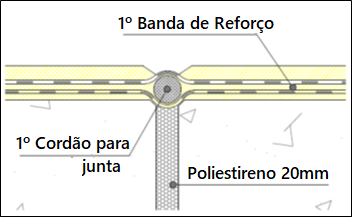 1º Banda de Reforço
1º Cordão para
junta
Poliestireno 20mm